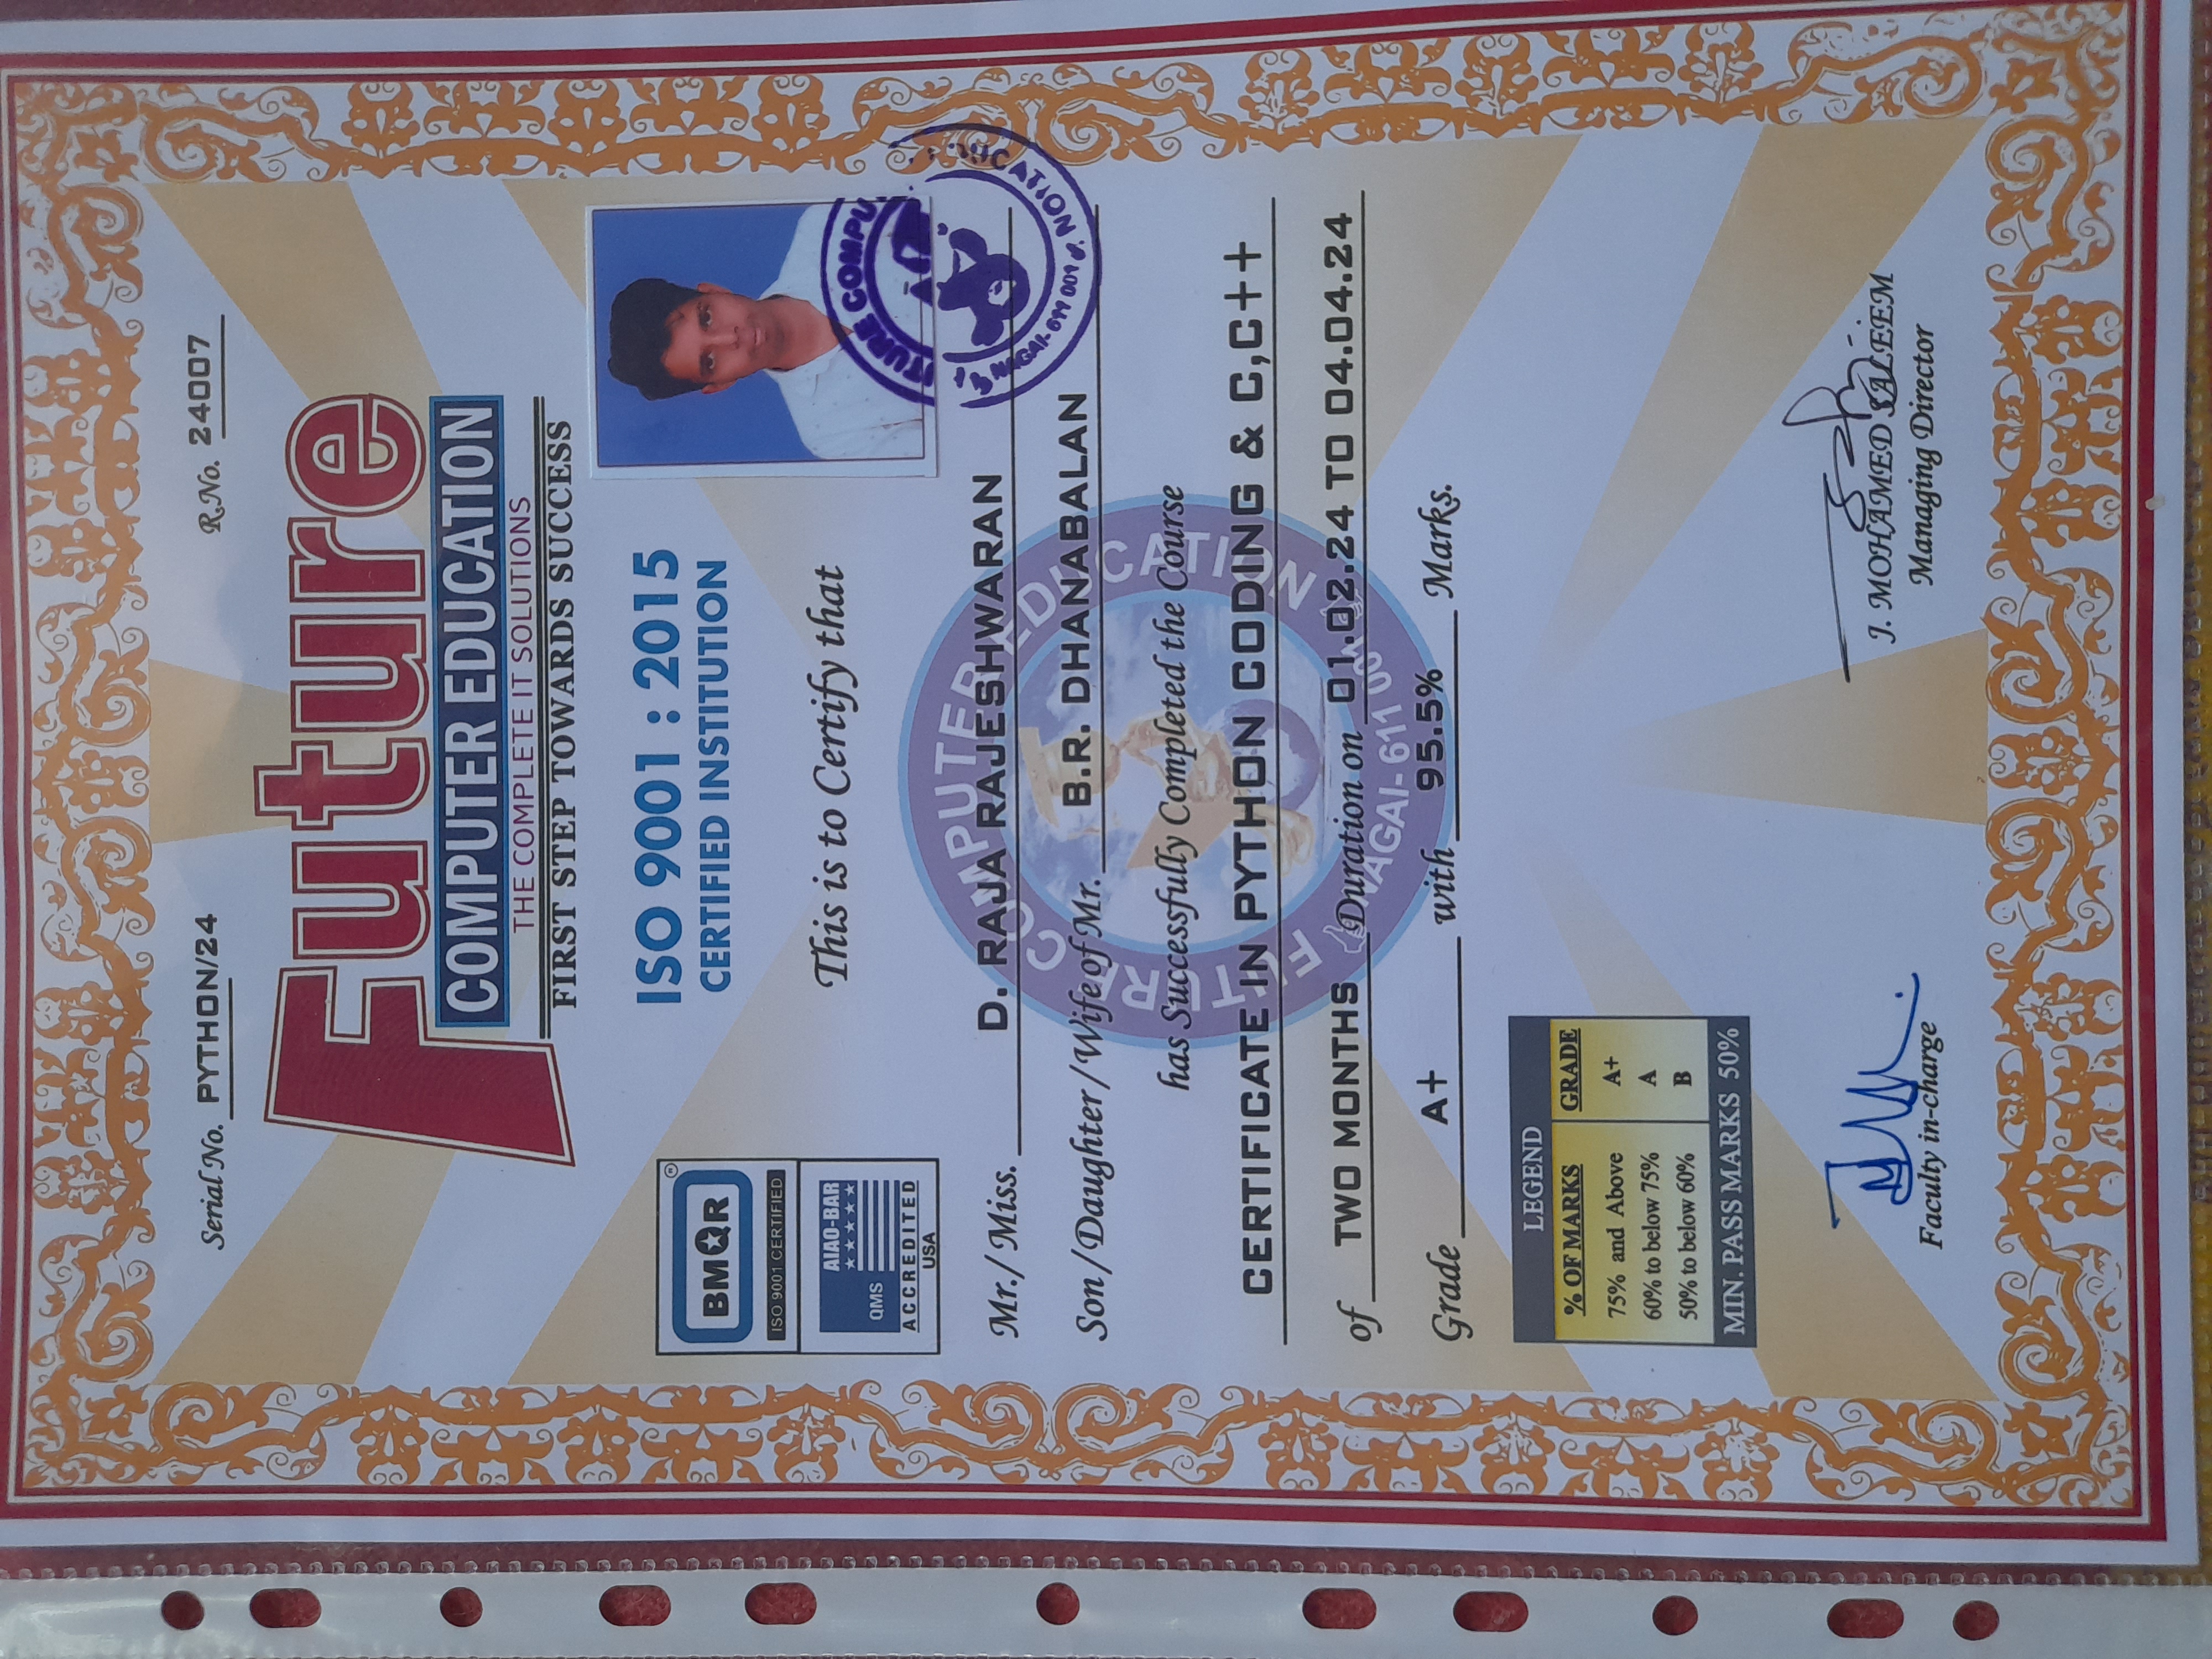 Serial No. PYTHON/24
R.No. 24007
Future
COMPUTER EDUCATION
THE COMPLETE IT SOLUTIONS
FIRST STEP TOWARDS SUCCESS
ISO 9001 : 2015
CERTIFIED INSTITUTION
BMQR
®
ISO 9001 CERTIFIED
AIAO-BAR
QMS
ACCREDITED
USA
This is to Certify that
Mr./ Miss. D. RAJA RAJESHWARAN
Son/Daughter/Wife of Mr. B.R. DHANABALAN
has Successfully Completed the Course
CERTIFICATE IN PYTHON CODING & C,C++
of TWO MONTHS Duration on 01.02.24 TO 04.04.24
Grade A+ with 95.5% Marks.
FUTURE COMPUTER EDUCATION
NAGAI- 611 001
TURE COMPU
NAGAI-611 001
LEGEND
% OF MARKS GRADE
75% and Above A+
60% to below 75% A
50% to below 60% B
MIN. PASS MARKS 50%
Faculty in-charge
J. MOHAMED SALEEM
Managing Director